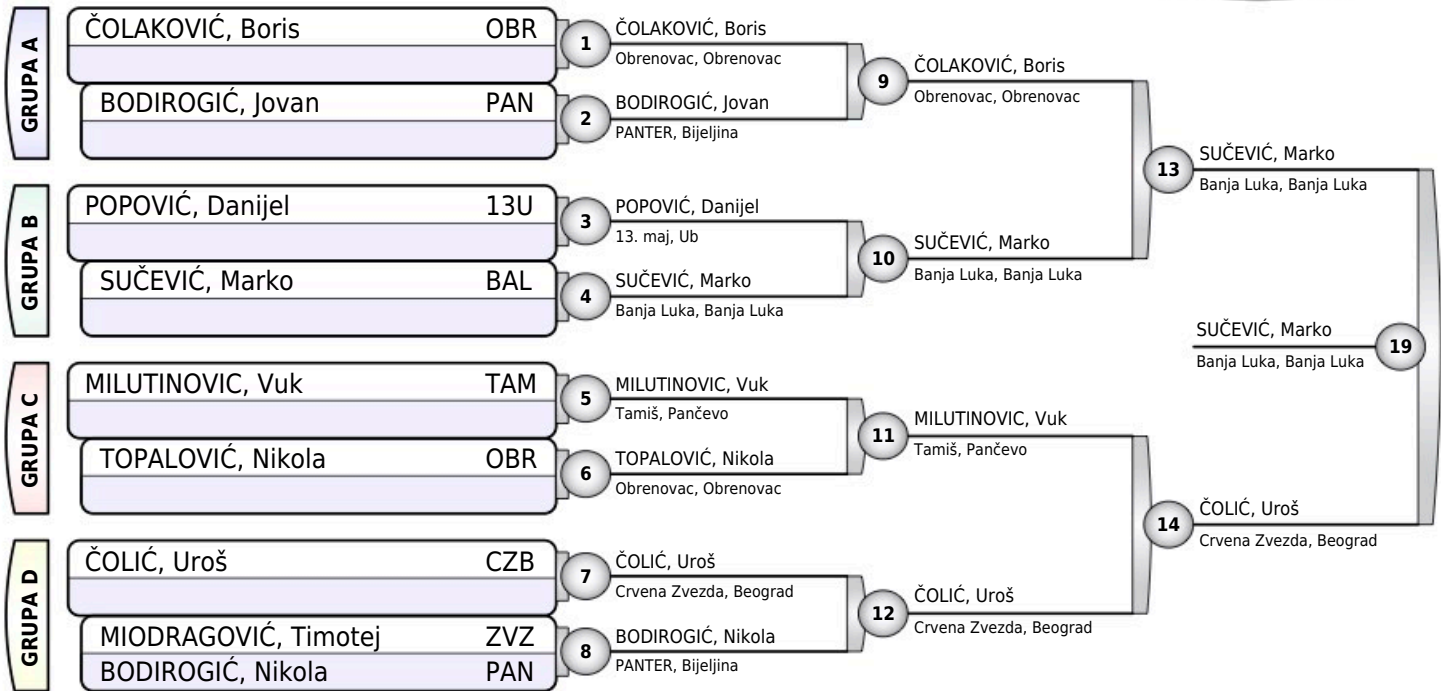 GRUPA A
ČOLAKOVIĆ, Boris OBR
BODIROGIĆ, Jovan PAN
GRUPA B
POPOVIĆ, Danijel 13U
SUČEVIĆ, Marko BAL
GRUPA C
MILUTINOVIC, Vuk TAM
TOPALOVIĆ, Nikola OBR
GRUPA D
ČOLIĆ, Uroš CZB
MIODRAGOVIĆ, Timotej ZVZ
BODIROGIĆ, Nikola PAN
1
ČOLAKOVIĆ, Boris
Obrenovac, Obrenovac
2
BODIROGIĆ, Jovan
PANTER, Bijeljina
3
POPOVIĆ, Danijel
13. maj, Ub
4
SUČEVIĆ, Marko
Banja Luka, Banja Luka
5
MILUTINOVIC, Vuk
Tamiš, Pančevo
6
TOPALOVIĆ, Nikola
Obrenovac, Obrenovac
7
ČOLIĆ, Uroš
Crvena Zvezda, Beograd
8
BODIROGIĆ, Nikola
PANTER, Bijeljina
9
ČOLAKOVIĆ, Boris
Obrenovac, Obrenovac
10
SUČEVIĆ, Marko
Banja Luka, Banja Luka
11
MILUTINOVIC, Vuk
Tamiš, Pančevo
12
ČOLIĆ, Uroš
Crvena Zvezda, Beograd
13
SUČEVIĆ, Marko
Banja Luka, Banja Luka
14
ČOLIĆ, Uroš
Crvena Zvezda, Beograd
SUČEVIĆ, Marko
Banja Luka, Banja Luka
19